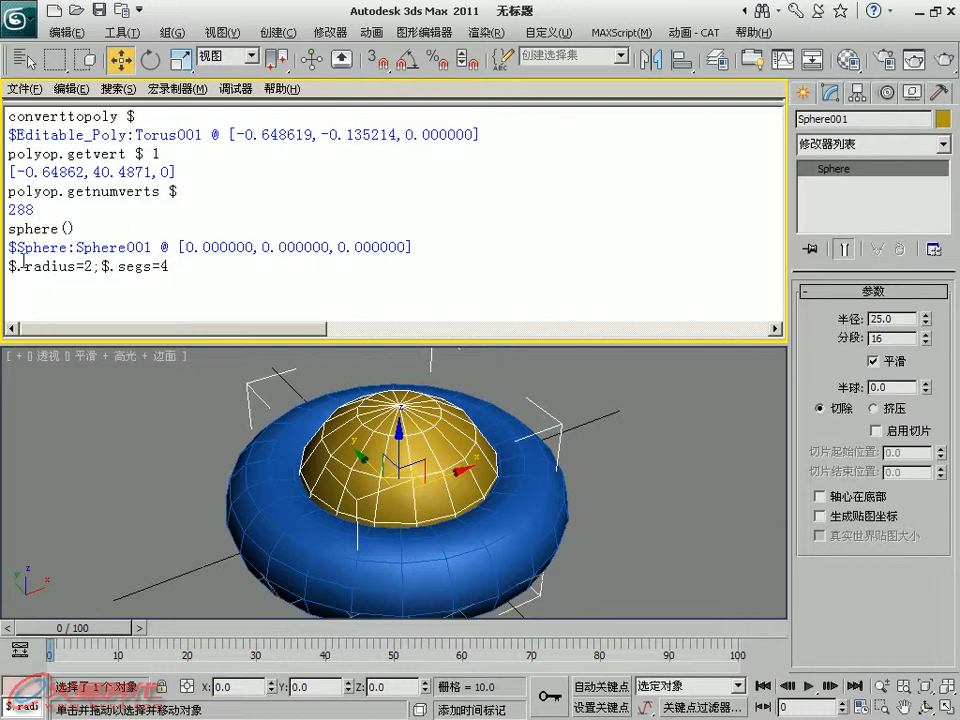 Autodesk 3ds Max 2011 无标题
编辑(E) 工具(T) 组(G) 视图(V) 创建(C) 修改器 动画 图形编辑器 渲染(R) 自定义(U) MAXScript(M) 动画 - CAT 帮助(H)
视图 3 创建选择集
文件(F) 编辑(E) 搜索(S) 宏录制器(M) 调试器 帮助(H)
converttopoly $
$Editable_Poly:Torus001 @ [-0.648619,-0.135214,0.000000]
polyop.getvert $ 1
[-0.64862,40.4871,0]
polyop.getnumverts $
288
sphere()
$Sphere:Sphere001 @ [0.000000,0.000000,0.000000]
$.radius=2;$.segs=4
[ + [] 透视 [] 平滑 + 高光 + 边面 ]
Sphere001
修改器列表
Sphere
- 参数
半径: 25.0
分段: 16
平滑
半球: 0.0
切除 挤压
启用切片
切片起始位置: 0.0
切片结束位置: 0.0
轴心在底部
生成贴图坐标
真实世界贴图大小
x
y
z
z
y
x
< 0 / 100 >
0 10 20 30 40 50 60 70 80 90 100
选择了 1 个对象 X: 0.0 Y: 0.0 Z: 0.0 栅格 = 10.0 自动关键点 选定对象
$.radi 单击并拖动以选择并移动对象 添加时间标记 设置关键点 关键点过滤器... 0